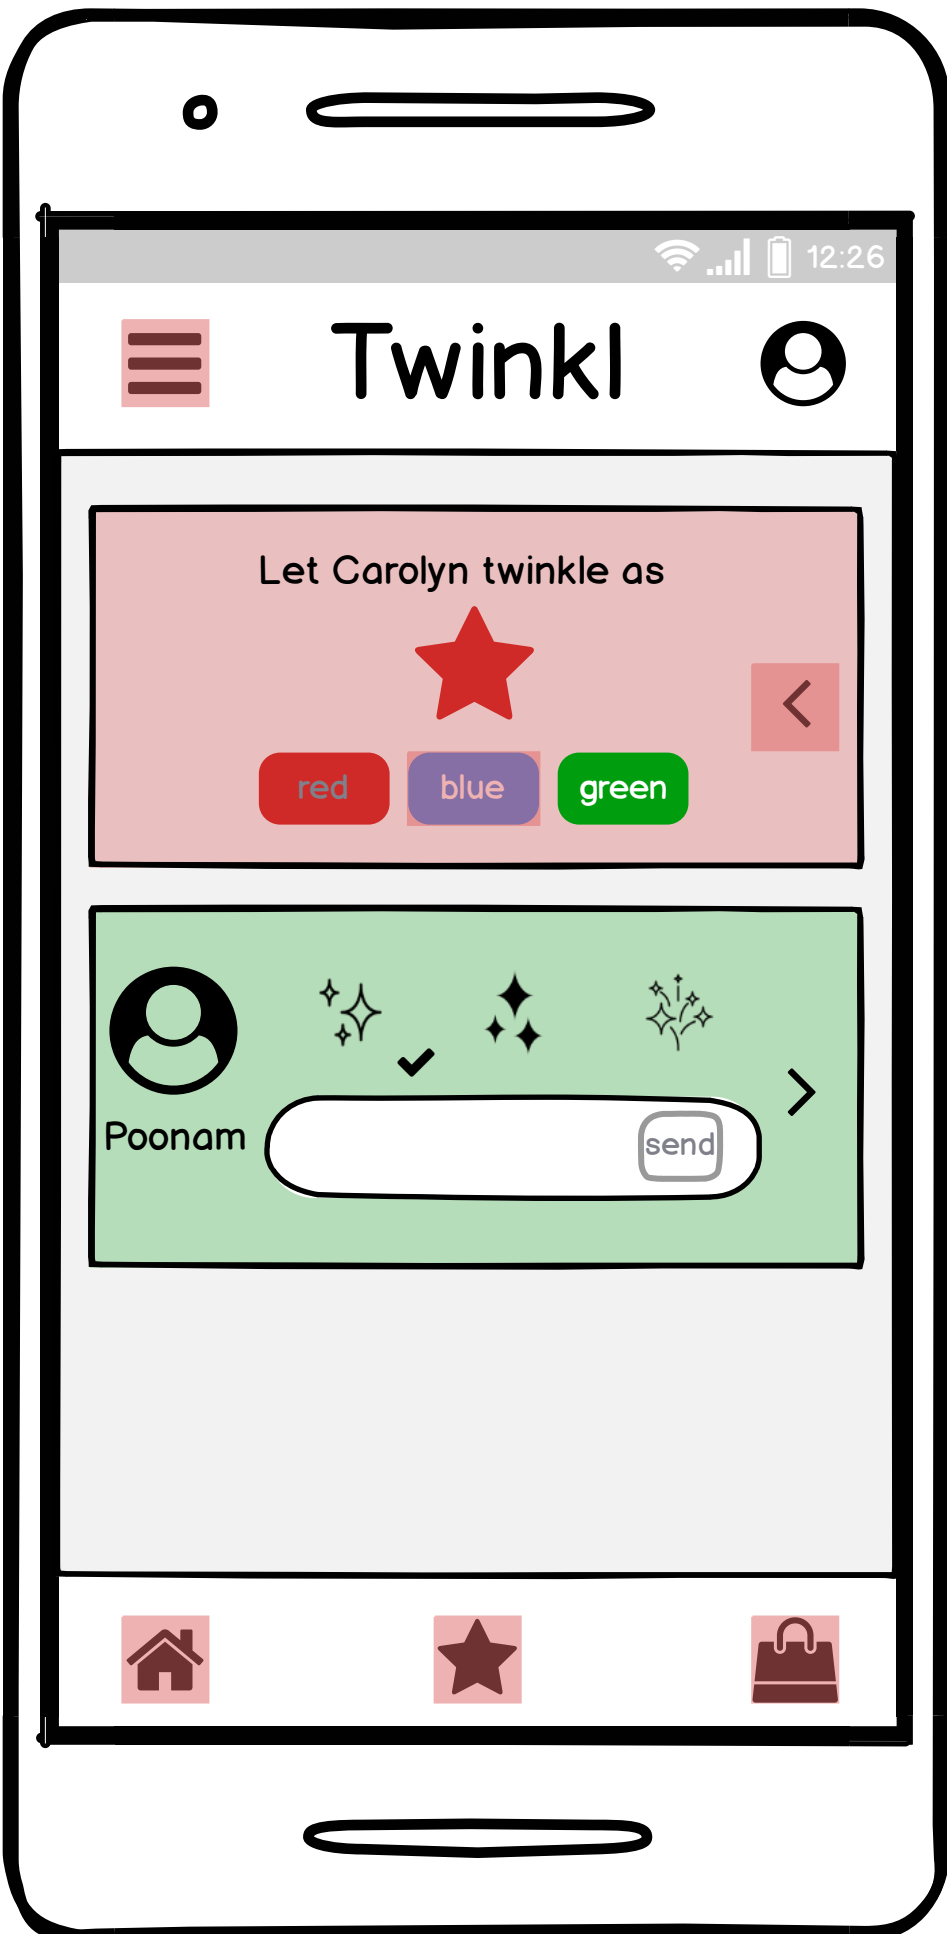 12:26
Twinkl
Let Carolyn twinkle as
red blue green
Poonam
send